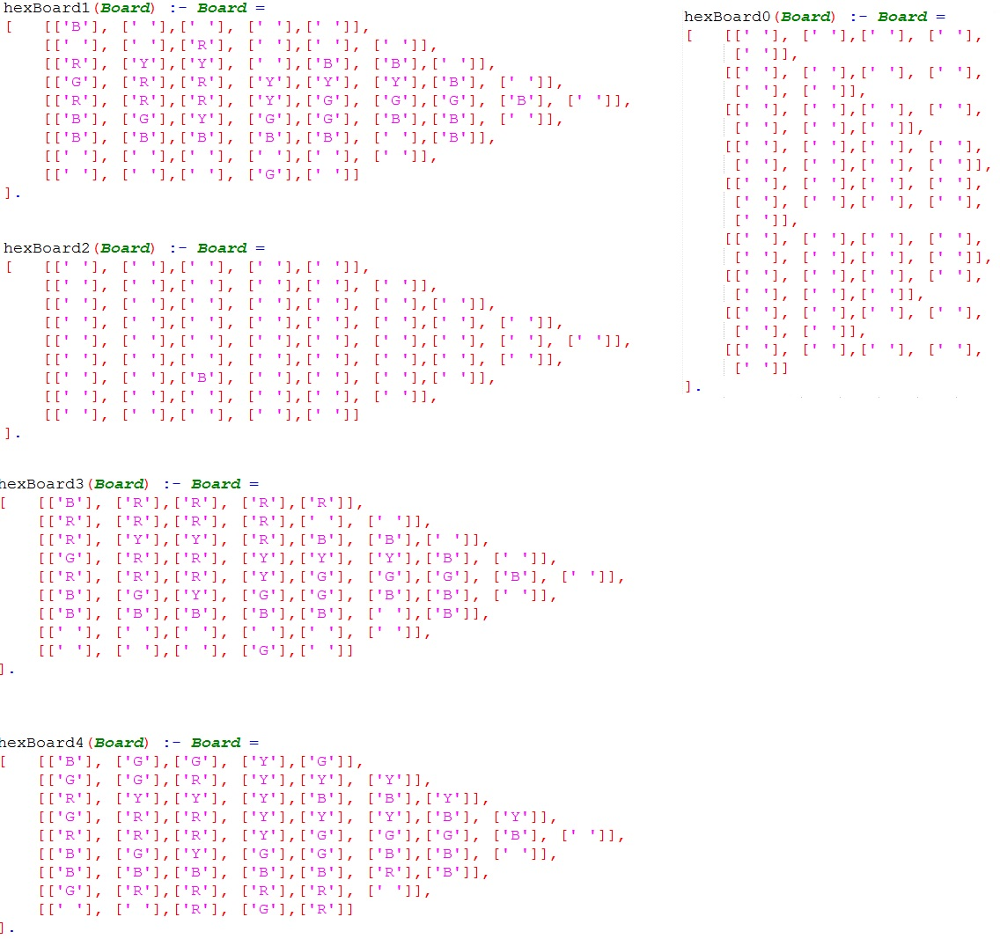 hexBoard1(Board) :- Board =
[   [['B'], [' '],[' '], [' '],[' ']],
    [[' '], [' '],['R'], [' '],[' '], [' ']],
    [['R'], ['Y'],['Y'], [' '],['B'], ['B'],[' ']],
    [['G'], ['R'],['R'], ['Y'],['Y'], ['Y'],['B'], [' ']],
    [['R'], ['R'],['R'], ['Y'],['G'], ['G'],['G'], ['B'], [' ']],
    [['B'], ['G'],['Y'], ['G'],['G'], ['B'],['B'], [' ']],
    [['B'], ['B'],['B'], ['B'],['B'], [' '],['B']],
    [[' '], [' '],[' '], [' '],[' '], [' ']],
    [[' '], [' '],[' '], ['G'],[' ']]
].
hexBoard2(Board) :- Board =
[   [[' '], [' '],[' '], [' '],[' ']],
    [[' '], [' '],[' '], [' '],[' '], [' ']],
    [[' '], [' '],[' '], [' '],[' '], [' '],[' ']],
    [[' '], [' '],[' '], [' '],[' '], [' '],[' '], [' ']],
    [[' '], [' '],[' '], [' '],[' '], [' '],[' '], [' '], [' ']],
    [[' '], [' '],[' '], [' '],[' '], [' '],[' '], [' ']],
    [[' '], [' '],['B'], [' '],[' '], [' '],[' ']],
    [[' '], [' '],[' '], [' '],[' '], [' ']],
    [[' '], [' '],[' '], [' '],[' ']]
].
hexBoard3(Board) :- Board =
[   [['B'], ['R'],['R'], ['R'],['R']],
    [['R'], ['R'],['R'], ['R'],[' '], [' ']],
    [['R'], ['Y'],['Y'], ['R'],['B'], ['B'],[' ']],
    [['G'], ['R'],['R'], ['Y'],['Y'], ['Y'],['B'], [' ']],
    [['R'], ['R'],['R'], ['Y'],['G'], ['G'],['G'], ['B'], [' ']],
    [['B'], ['G'],['Y'], ['G'],['G'], ['B'],['B'], [' ']],
    [['B'], ['B'],['B'], ['B'],['B'], [' '],['B']],
    [[' '], [' '],[' '], [' '],[' '], [' ']],
    [[' '], [' '],[' '], ['G'],[' ']]
].
hexBoard4(Board) :- Board =
[   [['B'], ['G'],['G'], ['Y'],['G']],
    [['G'], ['G'],['R'], ['Y'],['Y'], ['Y']],
    [['R'], ['Y'],['Y'], ['Y'],['B'], ['B'],['Y']],
    [['G'], ['R'],['R'], ['Y'],['Y'], ['Y'],['B'], ['Y']],
    [['R'], ['R'],['R'], ['Y'],['G'], ['G'],['G'], ['B'], [' ']],
    [['B'], ['G'],['Y'], ['G'],['G'], ['B'],['B'], [' ']],
    [['B'], ['B'],['B'], ['B'],['B'], ['R'],['B']],
    [['G'], ['R'],['R'], ['R'],['R'], [' ']],
    [[' '], [' '],['R'], ['G'],['R']]
].
hexBoard0(Board) :- Board =
[   [[' '], [' '],[' '], [' '],
     [' ']],
    [[' '], [' '],[' '], [' '],
     [' '], [' ']],
    [[' '], [' '],[' '], [' '],
     [' '], [' '],[' ']],
    [[' '], [' '],[' '], [' '],
     [' '], [' '],[' '], [' ']],
    [[' '], [' '],[' '], [' '],
     [' '], [' '],[' '], [' '],
     [' ']],
    [[' '], [' '],[' '], [' '],
     [' '], [' '],[' '], [' ']],
    [[' '], [' '],[' '], [' '],
     [' '], [' '],[' ']],
    [[' '], [' '],[' '], [' '],
     [' '], [' ']],
    [[' '], [' '],[' '], [' '],
     [' ']]
].